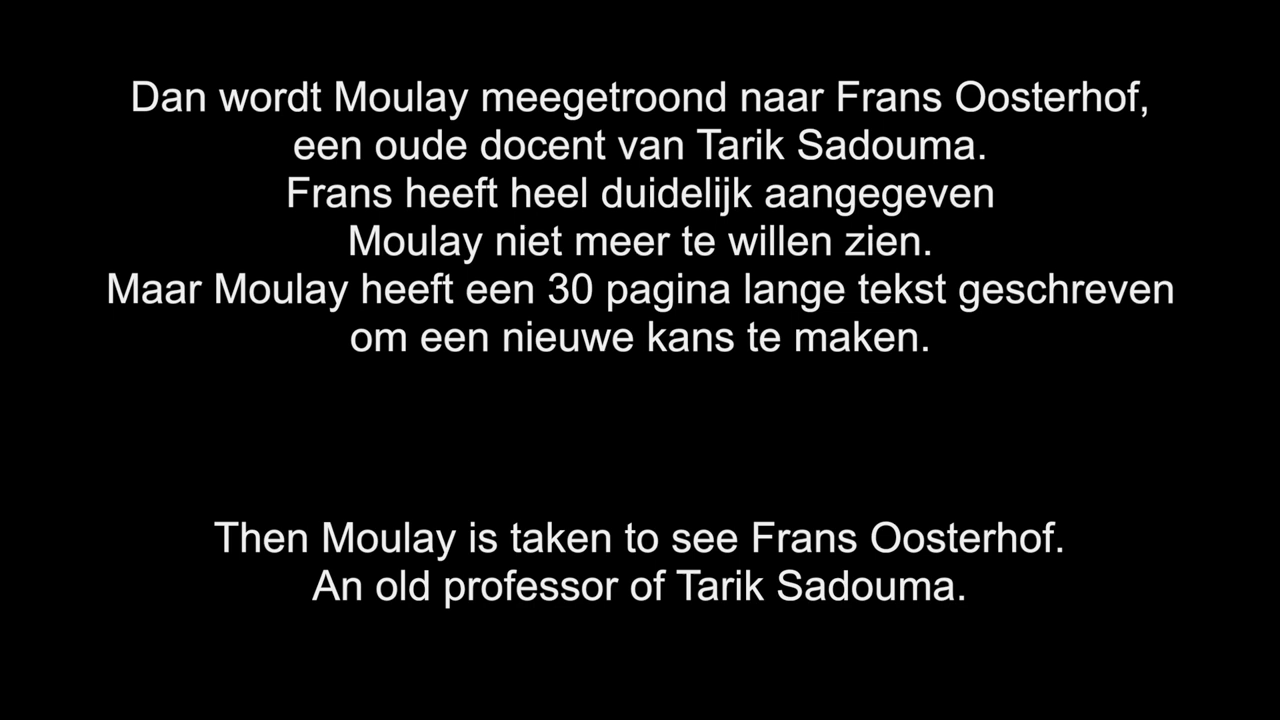 Dan wordt Moulay meegetroond naar Frans Oosterhof,
een oude docent van Tarik Sadouma.
Frans heeft heel duidelijk aangegeven
Moulay niet meer te willen zien.
Maar Moulay heeft een 30 pagina lange tekst geschreven
om een nieuwe kans te maken.
Then Moulay is taken to see Frans Oosterhof.
An old professor of Tarik Sadouma.